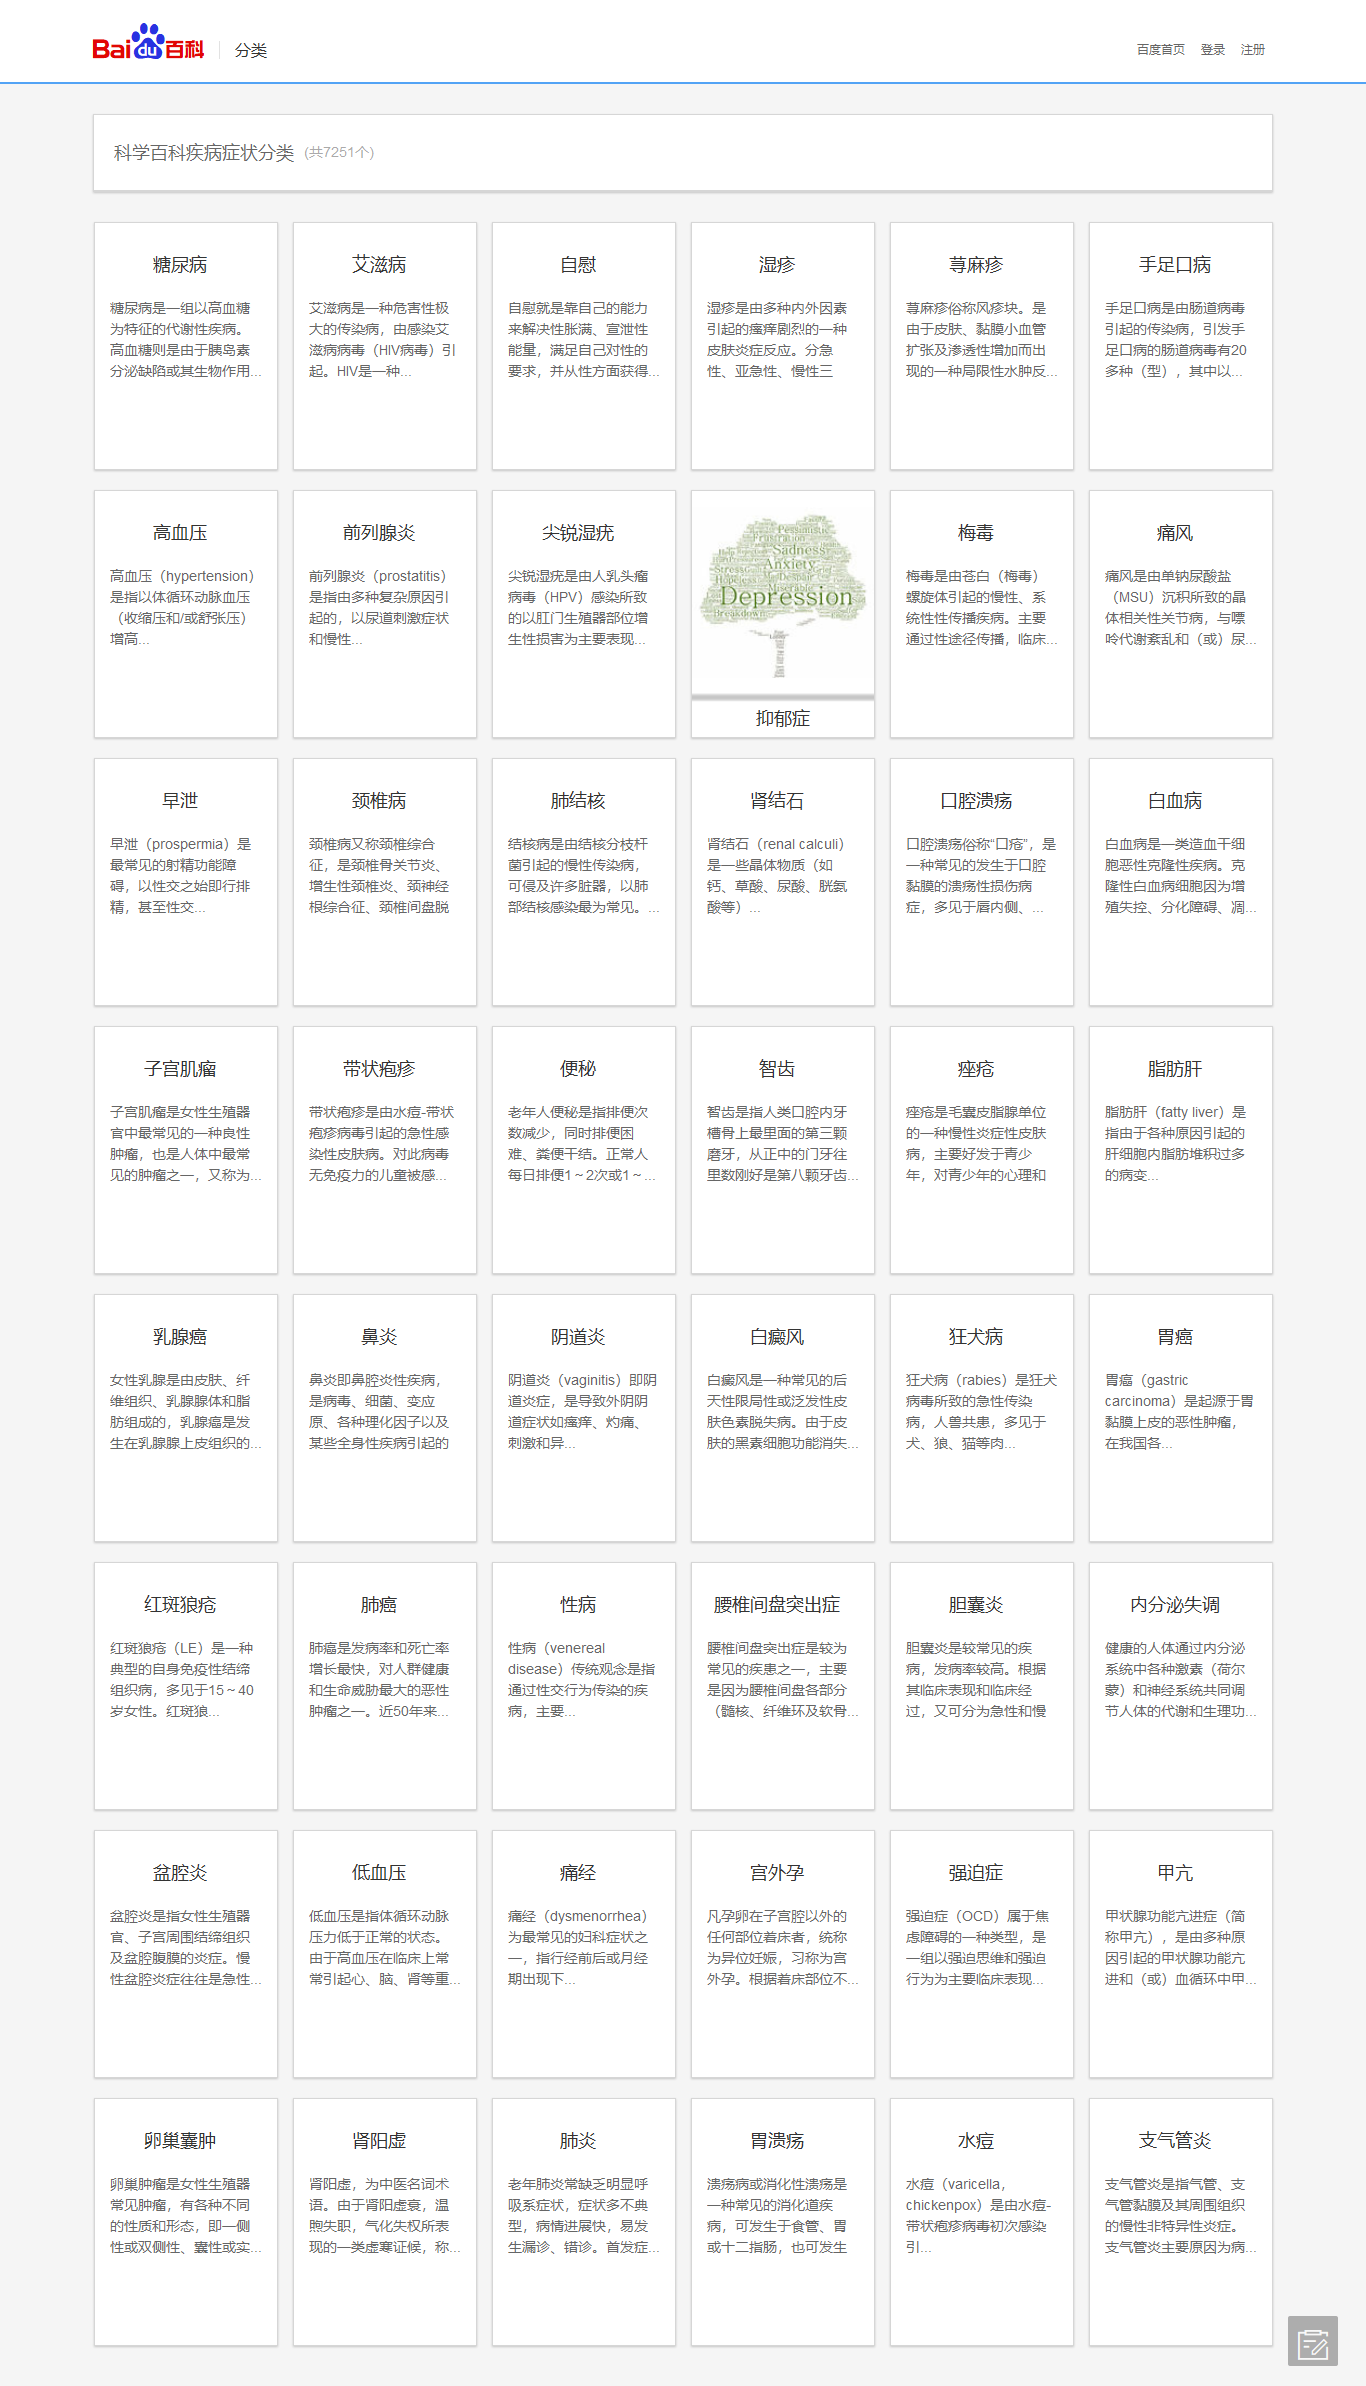 Baidu百科 分类
百度首页 登录 注册
科学百科疾病症状分类 (共7251个)
糖尿病
糖尿病是一组以高血糖
为特征的代谢性疾病。
高血糖则是由于胰岛素
分泌缺陷或其生物作用...
艾滋病
艾滋病是一种危害性极
大的传染病，由感染艾
滋病病毒（HIV病毒）引
起。HIV是一种...
自慰
自慰就是靠自己的能力
来解决性胀满、宣泄性
能量，满足自己对性的
要求，并从性方面获得...
湿疹
湿疹是由多种内外因素
引起的瘙痒剧烈的一种
皮肤炎症反应。分急
性、亚急性、慢性三
荨麻疹
荨麻疹俗称风疹块。是
由于皮肤、黏膜小血管
扩张及渗透性增加而出
现的一种局限性水肿反...
手足口病
手足口病是由肠道病毒
引起的传染病，引发手
足口病的肠道病毒有20
多种（型），其中以...
高血压
高血压（hypertension）
是指以体循环动脉血压
（收缩压和/或舒张压）
增高...
前列腺炎
前列腺炎（prostatitis）
是指由多种复杂原因引
起的，以尿道刺激症状
和慢性...
尖锐湿疣
尖锐湿疣是由人乳头瘤
病毒（HPV）感染所致
的以肛门生殖器部位增
生性损害为主要表现...
Pessimistic
Frustration
Sadness
Anxiety
Stress
Despair
Hopeless
Miserable
Depression
Breakdown
抑郁症
梅毒
梅毒是由苍白（梅毒）
螺旋体引起的慢性、系
统性性传播疾病。主要
通过性途径传播，临床...
痛风
痛风是由单钠尿酸盐
（MSU）沉积所致的晶
体相关性关节病，与嘌
呤代谢紊乱和（或）尿...
早泄
早泄（prospermia）是
最常见的射精功能障
碍，以性交之始即行排
精，甚至性交...
颈椎病
颈椎病又称颈椎综合
征，是颈椎骨关节炎、
增生性颈椎炎、颈神经
根综合征、颈椎间盘脱
肺结核
结核病是由结核分枝杆
菌引起的慢性传染病，
可侵及许多脏器，以肺
部结核感染最为常见。...
肾结石
肾结石（renal calculi）
是一些晶体物质（如
钙、草酸、尿酸、胱氨
酸等）...
口腔溃疡
口腔溃疡俗称“口疮”，是
一种常见的发生于口腔
黏膜的溃疡性损伤病
症，多见于唇内侧、...
白血病
白血病是一类造血干细
胞恶性克隆性疾病。克
隆性白血病细胞因为增
殖失控、分化障碍、凋...
子宫肌瘤
子宫肌瘤是女性生殖器
官中最常见的一种良性
肿瘤，也是人体中最常
见的肿瘤之一，又称为...
带状疱疹
带状疱疹是由水痘-带状
疱疹病毒引起的急性感
染性皮肤病。对此病毒
无免疫力的儿童被感...
便秘
老年人便秘是指排便次
数减少，同时排便困
难、粪便干结。正常人
每日排便1～2次或1～...
智齿
智齿是指人类口腔内牙
槽骨上最里面的第三颗
磨牙，从正中的门牙往
里数刚好是第八颗牙齿...
痤疮
痤疮是毛囊皮脂腺单位
的一种慢性炎症性皮肤
病，主要好发于青少
年，对青少年的心理和
脂肪肝
脂肪肝（fatty liver）是
指由于各种原因引起的
肝细胞内脂肪堆积过多
的病变...
乳腺癌
女性乳腺是由皮肤、纤
维组织、乳腺腺体和脂
肪组成的，乳腺癌是发
生在乳腺腺上皮组织的...
鼻炎
鼻炎即鼻腔炎性疾病，
是病毒、细菌、变应
原、各种理化因子以及
某些全身性疾病引起的
阴道炎
阴道炎（vaginitis）即阴
道炎症，是导致外阴阴
道症状如瘙痒、灼痛、
刺激和异...
白癜风
白癜风是一种常见的后
天性限局性或泛发性皮
肤色素脱失病。由于皮
肤的黑素细胞功能消失...
狂犬病
狂犬病（rabies）是狂犬
病毒所致的急性传染
病，人兽共患，多见于
犬、狼、猫等肉...
胃癌
胃癌（gastric
carcinoma）是起源于胃
黏膜上皮的恶性肿瘤，
在我国各...
红斑狼疮
红斑狼疮（LE）是一种
典型的自身免疫性结缔
组织病，多见于15～40
岁女性。红斑狼...
肺癌
肺癌是发病率和死亡率
增长最快，对人群健康
和生命威胁最大的恶性
肿瘤之一。近50年来...
性病
性病（venereal
disease）传统观念是指
通过性交行为传染的疾
病，主要...
腰椎间盘突出症
腰椎间盘突出症是较为
常见的疾患之一，主要
是因为腰椎间盘各部分
（髓核、纤维环及软骨...
胆囊炎
胆囊炎是较常见的疾
病，发病率较高。根据
其临床表现和临床经
过，又可分为急性和慢
内分泌失调
健康的人体通过内分泌
系统中各种激素（荷尔
蒙）和神经系统共同调
节人体的代谢和生理功...
盆腔炎
盆腔炎是指女性生殖器
官、子宫周围结缔组织
及盆腔腹膜的炎症。慢
性盆腔炎症往往是急性...
低血压
低血压是指体循环动脉
压力低于正常的状态。
由于高血压在临床上常
常引起心、脑、肾等重...
痛经
痛经（dysmenorrhea）
为最常见的妇科症状之
一，指行经前后或月经
期出现下...
宫外孕
凡孕卵在子宫腔以外的
任何部位着床者，统称
为异位妊娠，习称为宫
外孕。根据着床部位不...
强迫症
强迫症（OCD）属于焦
虑障碍的一种类型，是
一组以强迫思维和强迫
行为为主要临床表现...
甲亢
甲状腺功能亢进症（简
称甲亢），是由多种原
因引起的甲状腺功能亢
进和（或）血循环中甲...
卵巢囊肿
卵巢肿瘤是女性生殖器
常见肿瘤，有各种不同
的性质和形态，即一侧
性或双侧性、囊性或实...
肾阳虚
肾阳虚，为中医名词术
语。由于肾阳虚衰，温
煦失职，气化失权所表
现的一类虚寒证候，称...
肺炎
老年肺炎常缺乏明显呼
吸系症状，症状多不典
型，病情进展快，易发
生漏诊、错诊。首发症...
胃溃疡
溃疡病或消化性溃疡是
一种常见的消化道疾
病，可发生于食管、胃
或十二指肠，也可发生
水痘
水痘（varicella，
chickenpox）是由水痘-
带状疱疹病毒初次感染
引...
支气管炎
支气管炎是指气管、支
气管黏膜及其周围组织
的慢性非特异性炎症。
支气管炎主要原因为病...